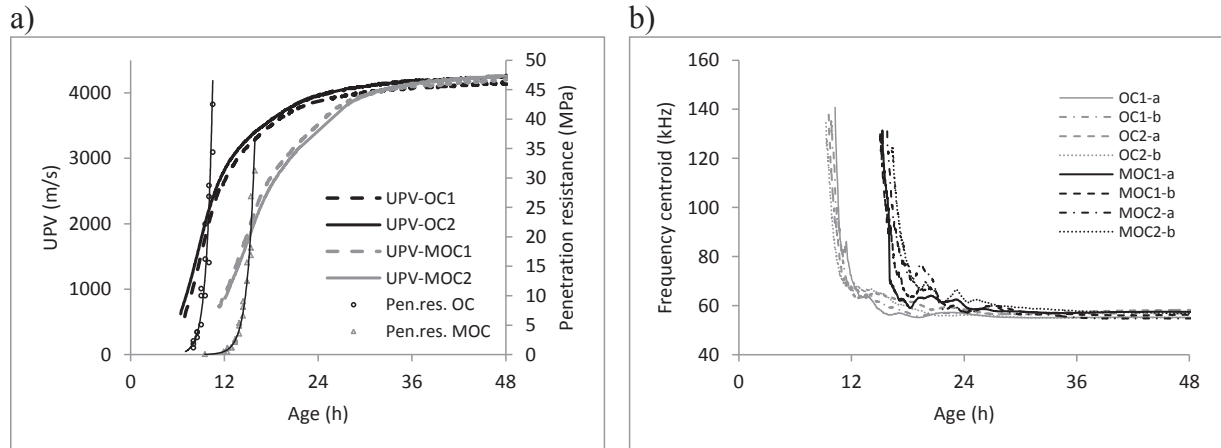 a)
UPV (m/s)
4000
3000
2000
1000
0
0 12 24 36 48
Age (h)
50
45
40
35
30
25
20
15
10
5
0
Penetration resistance (MPa)
UPV-OC1
UPV-OC2
UPV-MOC1
UPV-MOC2
Pen.res. OC
Pen.res. MOC
b)
Frequency centroid (kHz)
160
140
120
100
80
60
40
0 12 24 36 48
Age (h)
OC1-a
OC1-b
OC2-a
OC2-b
MOC1-a
MOC1-b
MOC2-a
MOC2-b